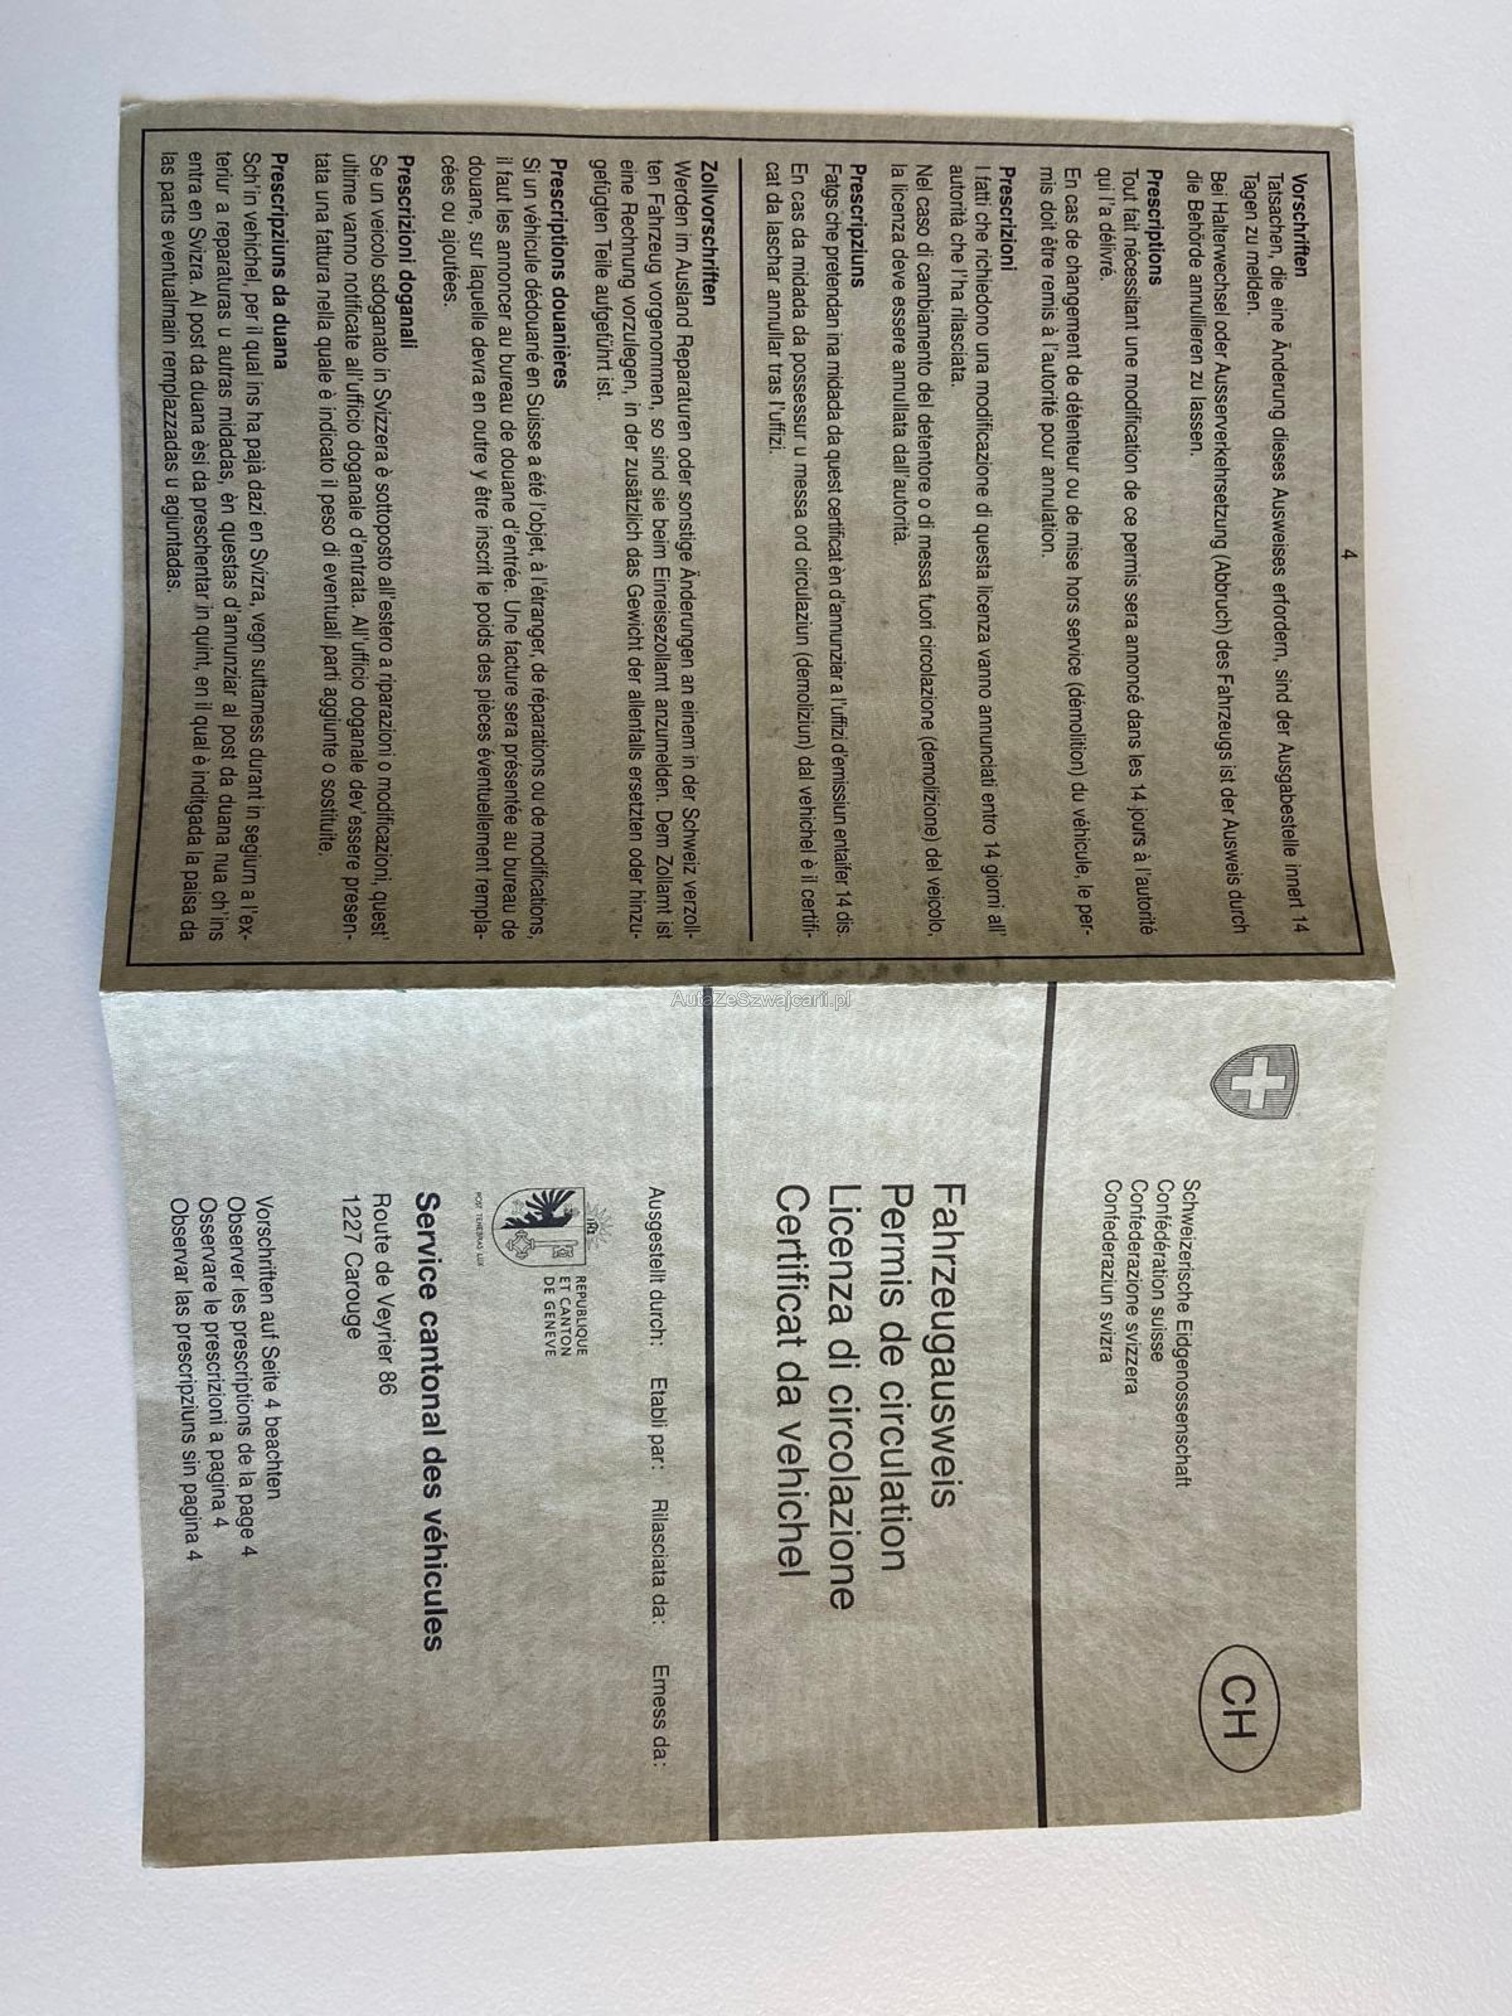 4
Vorschriften
Tatsachen, die eine Änderung dieses Ausweises erfordern, sind der Ausgabestelle innert 14
Tagen zu melden.
Bei Halterwechsel oder Ausserverkehrsetzung (Abbruch) des Fahrzeugs ist der Ausweis durch
die Behörde annullieren zu lassen.
Prescriptions
Tout fait nécessitant une modification de ce permis sera annoncé dans les 14 jours à l'autorité
qui l'a délivré.
En cas de changement de détenteur ou de mise hors service (démolition) du véhicule, le per-
mis doit être remis à l'autorité pour annulation.
Prescrizioni
I fatti che richiedono una modificazione di questa licenza vanno annunciati entro 14 giorni all'
autorità che l'ha rilasciata.
Nel caso di cambiamento del detentore o di messa fuori circolazione (demolizione) del veicolo,
la licenza deve essere annullata dall'autorità.
Prescripziuns
Fatgs che pretendan ina midada da quest certificat èn d'annunziar a l'uffizi d'emissiun entaifer 14 dis.
En cas da midada da possessur u messa ord circulaziun (demoliziun) dal vehichel è il certifi-
cat da laschar annullar tras l'uffizi.
Zollvorschriften
Werden im Ausland Reparaturen oder sonstige Änderungen an einem in der Schweiz verzoll-
ten Fahrzeug vorgenommen, so sind sie beim Einreisezollamt anzumelden. Dem Zollamt ist
eine Rechnung vorzulegen, in der zusätzlich das Gewicht der allenfalls ersetzten oder hinzu-
gefügten Teile aufgeführt ist.
Prescriptions douanières
Si un véhicule dédouané en Suisse a été l'objet, à l'étranger, de réparations ou de modifications,
il faut les annoncer au bureau de douane d'entrée. Une facture sera présentée au bureau de
douane, sur laquelle devra en outre y être inscrit le poids des pièces éventuellement rempla-
cées ou ajoutées.
Prescrizioni doganali
Se un veicolo sdoganato in Svizzera è sottoposto all'estero a riparazioni o modificazioni, quest'
ultime vanno notificate all'ufficio doganale d'entrata. All'ufficio doganale dev'essere presen-
tata una fattura nella quale è indicato il peso di eventuali parti aggiunte o sostituite.
Prescripziuns da duana
Sch'in vehichel, per il qual ins ha pajà dazi en Svizra, vegn suttamess durant in segiurn a l'ex-
teriur a reparaturas u autras midadas, èn questas d'annunziar al post da duana nua ch'ins
entra en Svizra. Al post da duana èsi da preschentar in quint, en il qual è inditgada la paisa da
las parts eventualmain remplazzadas u agiuntadas.
Schweizerische Eidgenossenschaft
Confédération suisse
Confederazione svizzera
Confederaziun svizra
CH
Fahrzeugausweis
Permis de circulation
Licenza di circolazione
Certificat da vehichel
Ausgestellt durch: Etabli par: Rilasciata da: Emess da:
REPUBLIQUE
ET CANTON
DE GENEVE
POST TENEBRAS LUX
Service cantonal des véhicules
Route de Veyrier 86
1227 Carouge
Vorschriften auf Seite 4 beachten
Observer les prescriptions de la page 4
Osservare le prescrizioni a pagina 4
Observar las prescripziuns sin pagina 4
AutaZeSzwajcarii.pl